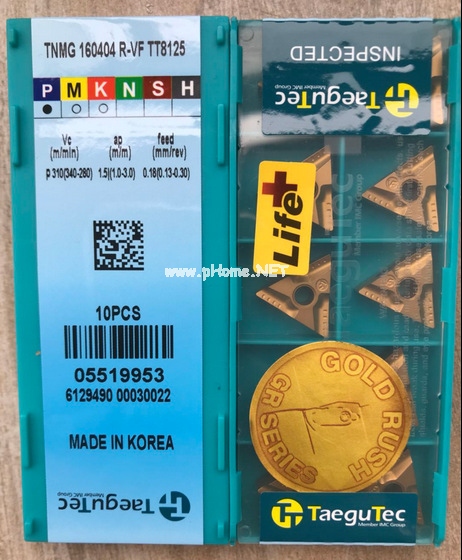 TNMG 160404 R-VF TT8125
P M K N S H
Vc ap feed
(m/min) (m/m) (mm/rev)
P 310(340-280) 1.5)(1.0-3.0) 0.18(0.13-0.30)
10PCS
05519953
6129490 00030022
MADE IN KOREA
TaeguTec
Member IMC Group
INSPECTED
TaeguTec
Member IMC Group
Life+
www.pHome.NET
GOLD RUSH
GR SERIES
TaeguTec
Member IMC Group